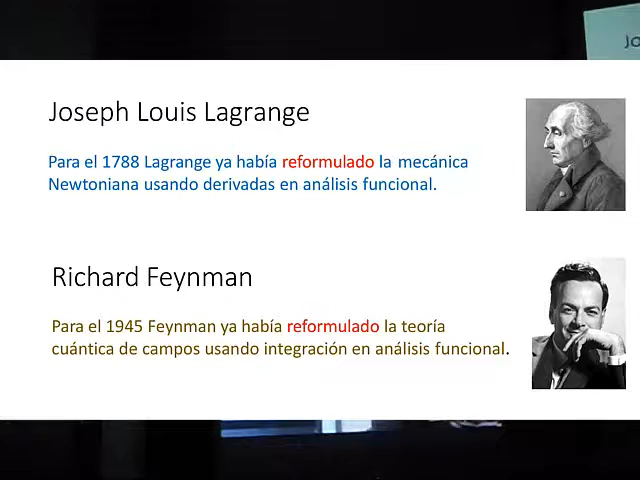 Jo
Joseph Louis Lagrange
Para el 1788 Lagrange ya había reformulado la mecánica
Newtoniana usando derivadas en análisis funcional.
Richard Feynman
Para el 1945 Feynman ya había reformulado la teoría
cuántica de campos usando integración en análisis funcional.